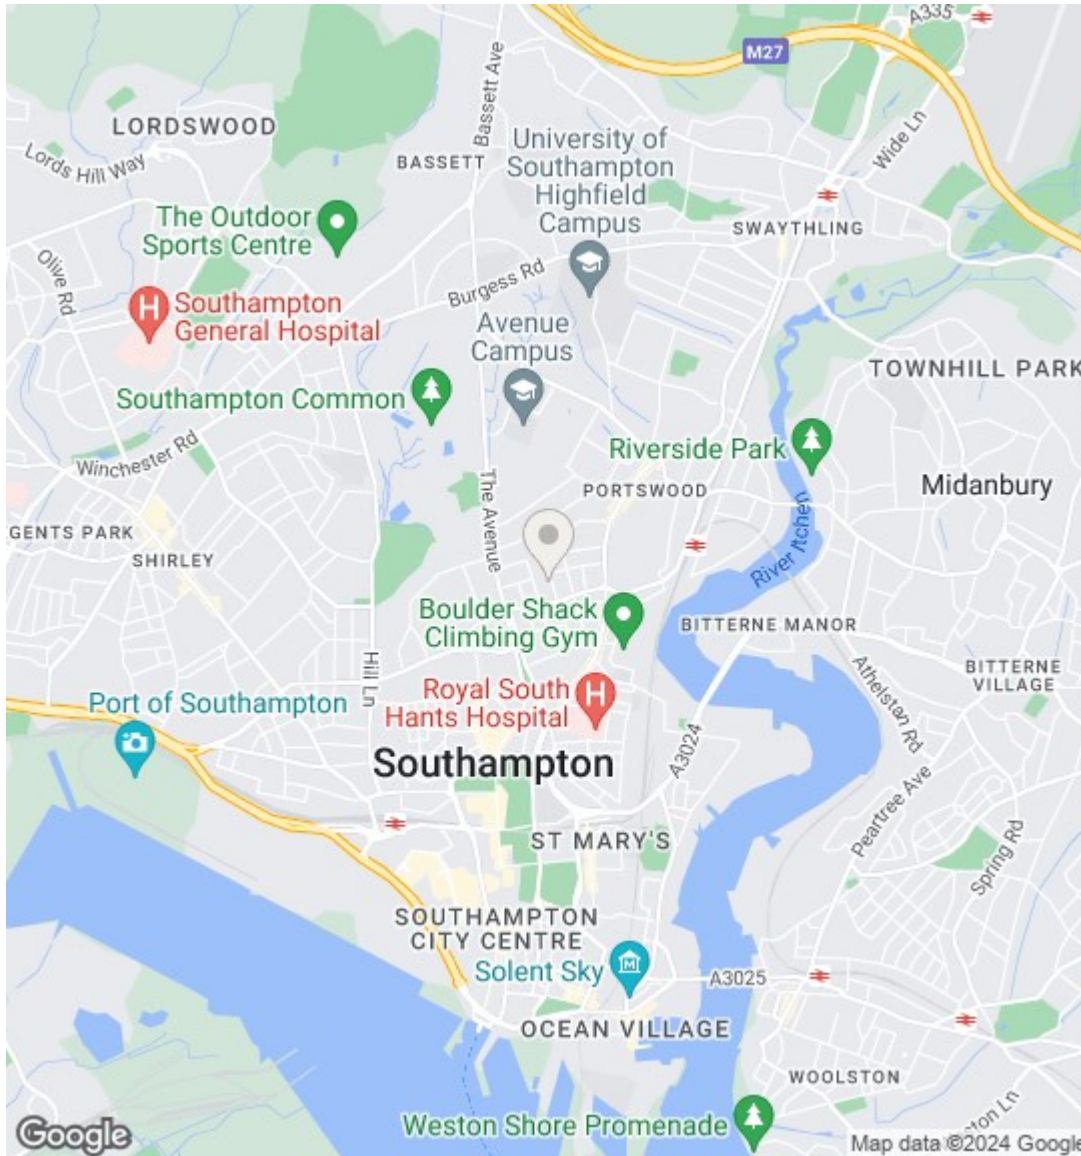 A335
M27
Bassett Ave
LORDSWOOD
Lords Hill Way
BASSETT
University of
Southampton
Highfield
Campus
Wide Ln
The Outdoor
Sports Centre
SWAYTHLING
Olive Rd
Burgess Rd
H
Southampton
General Hospital
Avenue
Campus
TOWNHILL PARK
Southampton Common
Winchester Rd
Riverside Park
The Avenue
PORTSWOOD
Midanbury
GENTS PARK
SHIRLEY
River Itchen
Boulder Shack
Climbing Gym
BITTERNE MANOR
Hill Ln
BITTERNE
VILLAGE
Athelstan Rd
Royal South
Hants Hospital
H
Port of Southampton
A3024
Southampton
Peartree Ave
ST MARY'S
Spring Rd
SOUTHAMPTON
CITY CENTRE
Solent Sky
M
A3025
OCEAN VILLAGE
WOOLSTON
Weston Shore Promenade
ston Ln
Google
Map data ©2024 Google